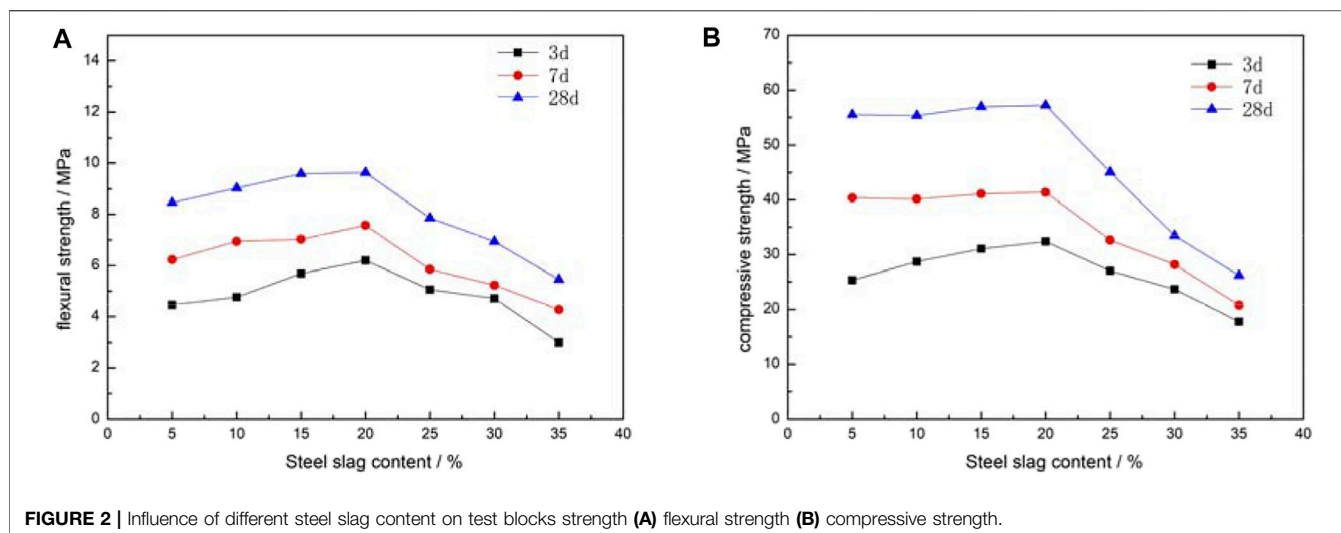 A
14
12
10
8
6
4
2
0
flexural strength / MPa
3d
7d
28d
0 5 10 15 20 25 30 35 40
Steel slag content / %
B
70
60
50
40
30
20
10
0
compressive strength / MPa
3d
7d
28d
0 5 10 15 20 25 30 35 40
Steel slag content / %
FIGURE 2 | Influence of different steel slag content on test blocks strength (A) flexural strength (B) compressive strength.